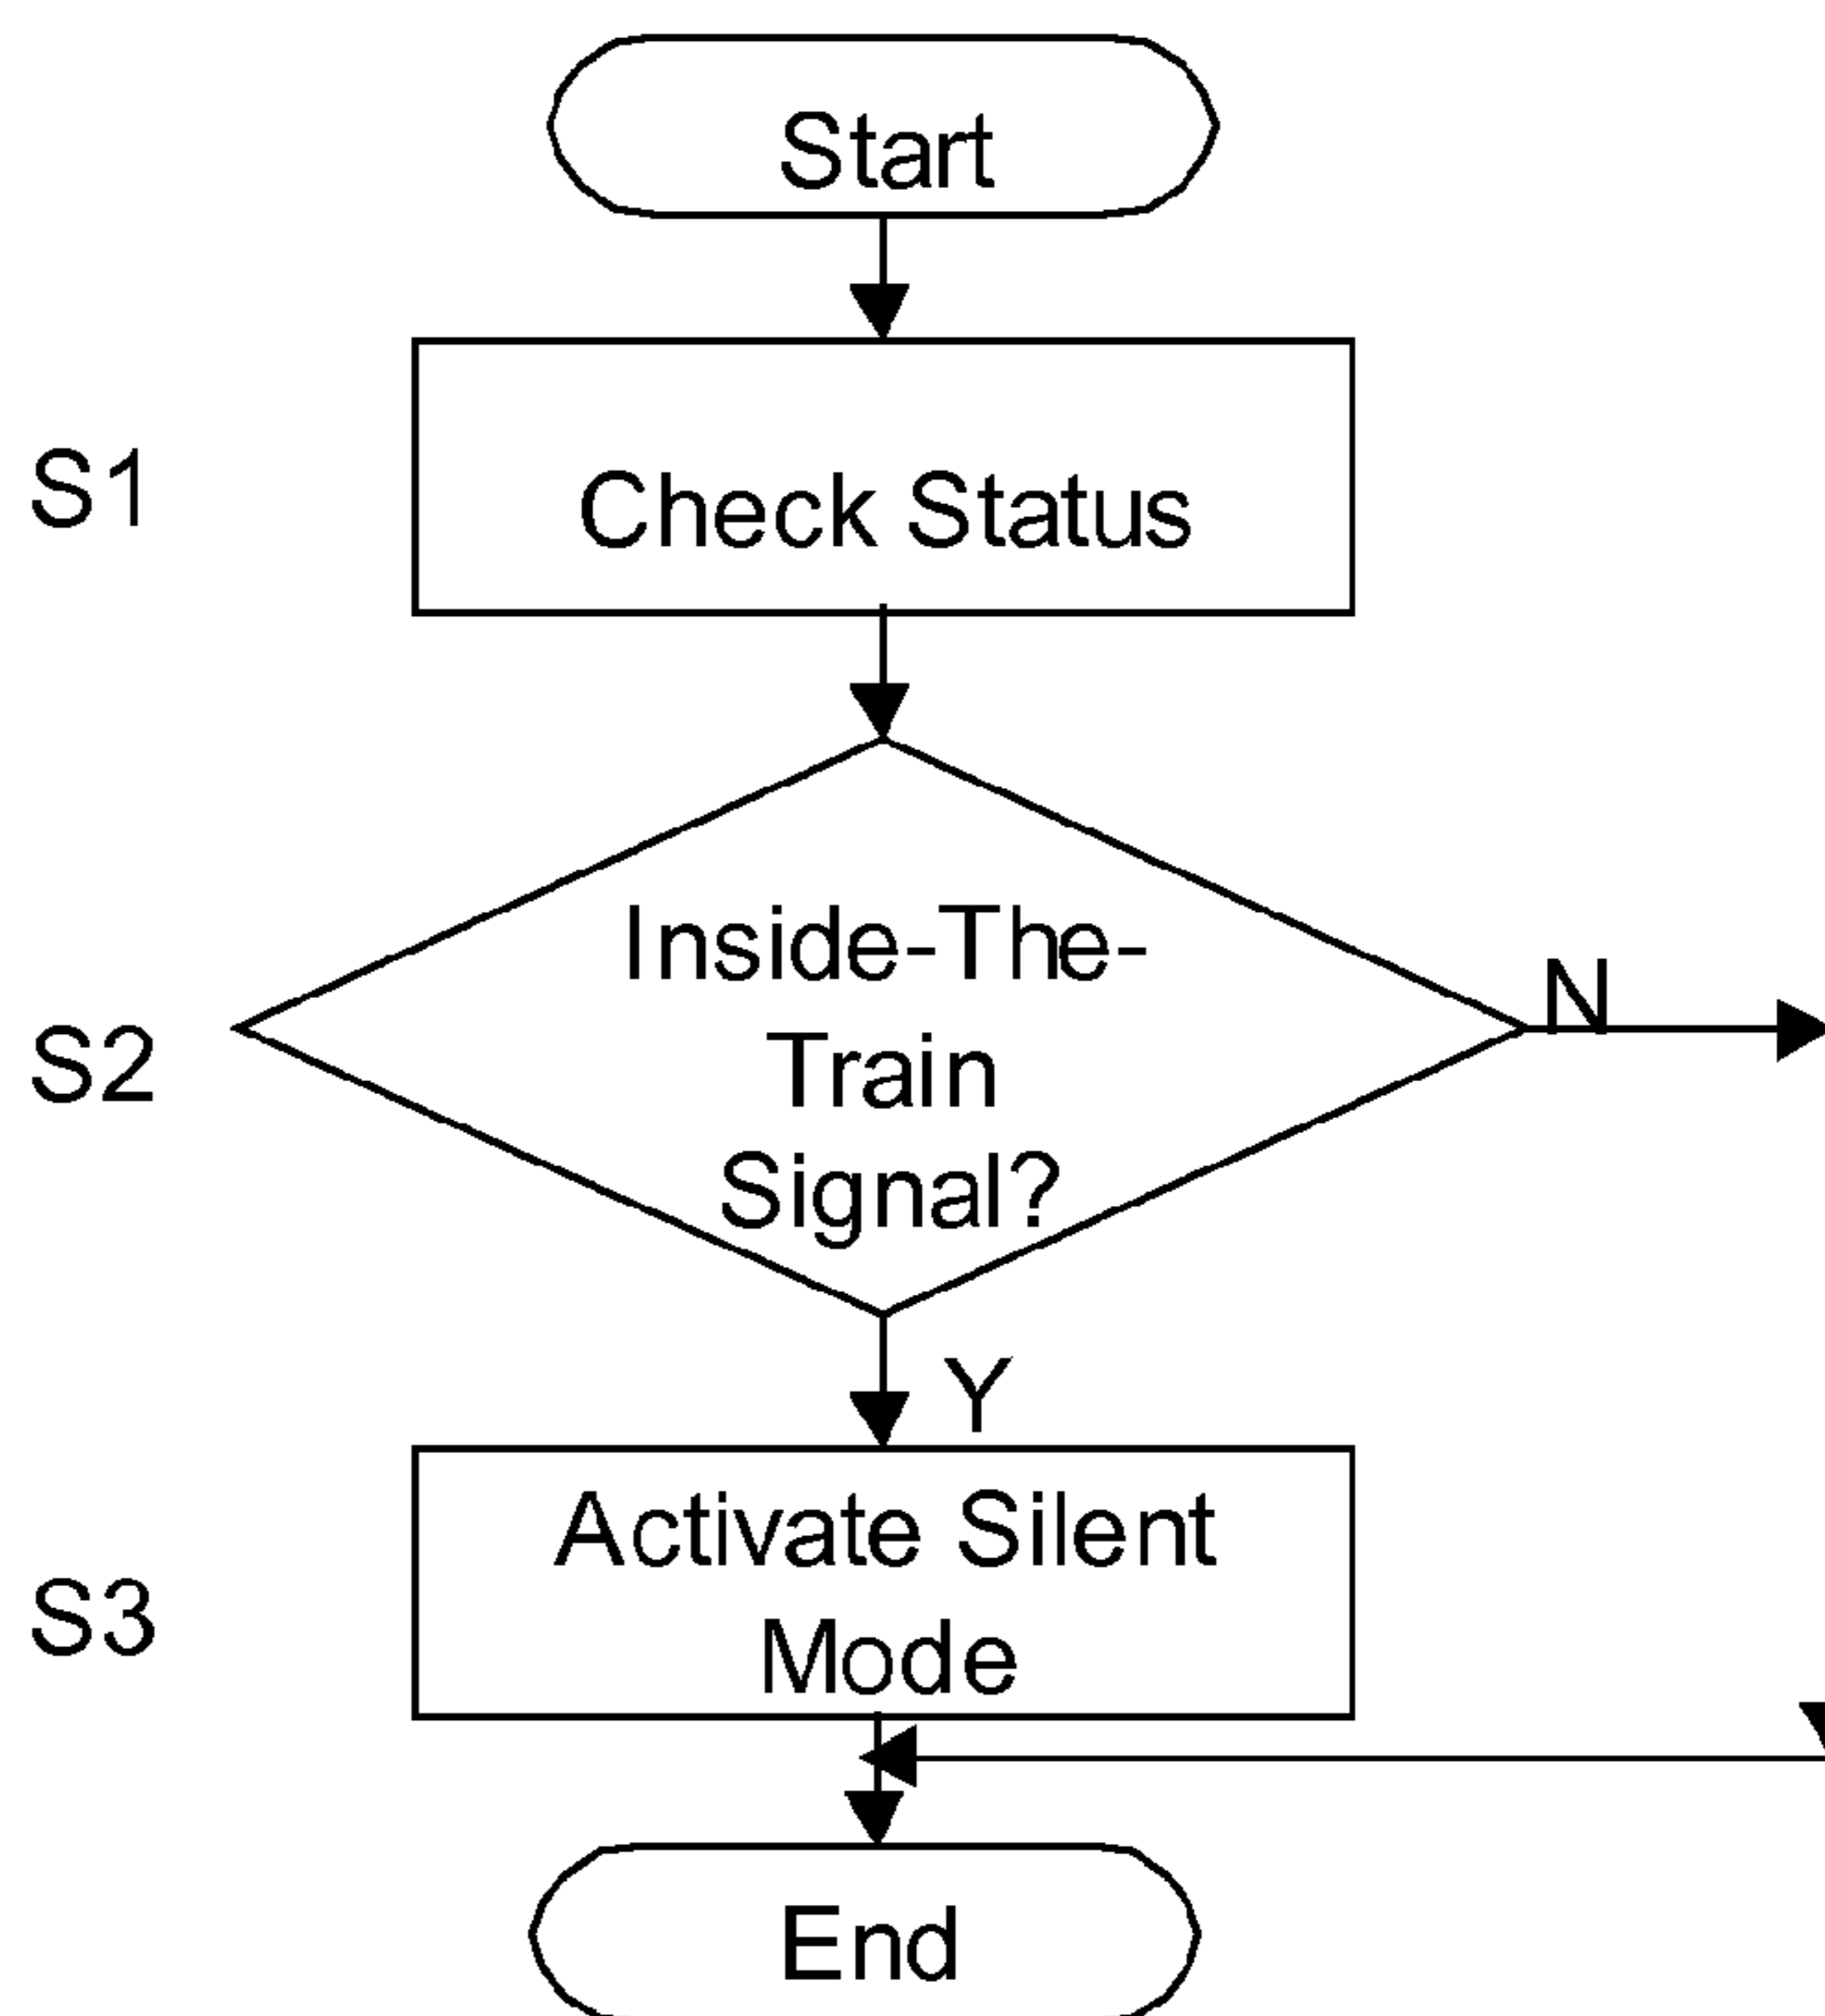 Start
S1
Check Status
Inside-The-
N
S2
Train
Signal?
Y
Activate Silent
S3
Mode
End